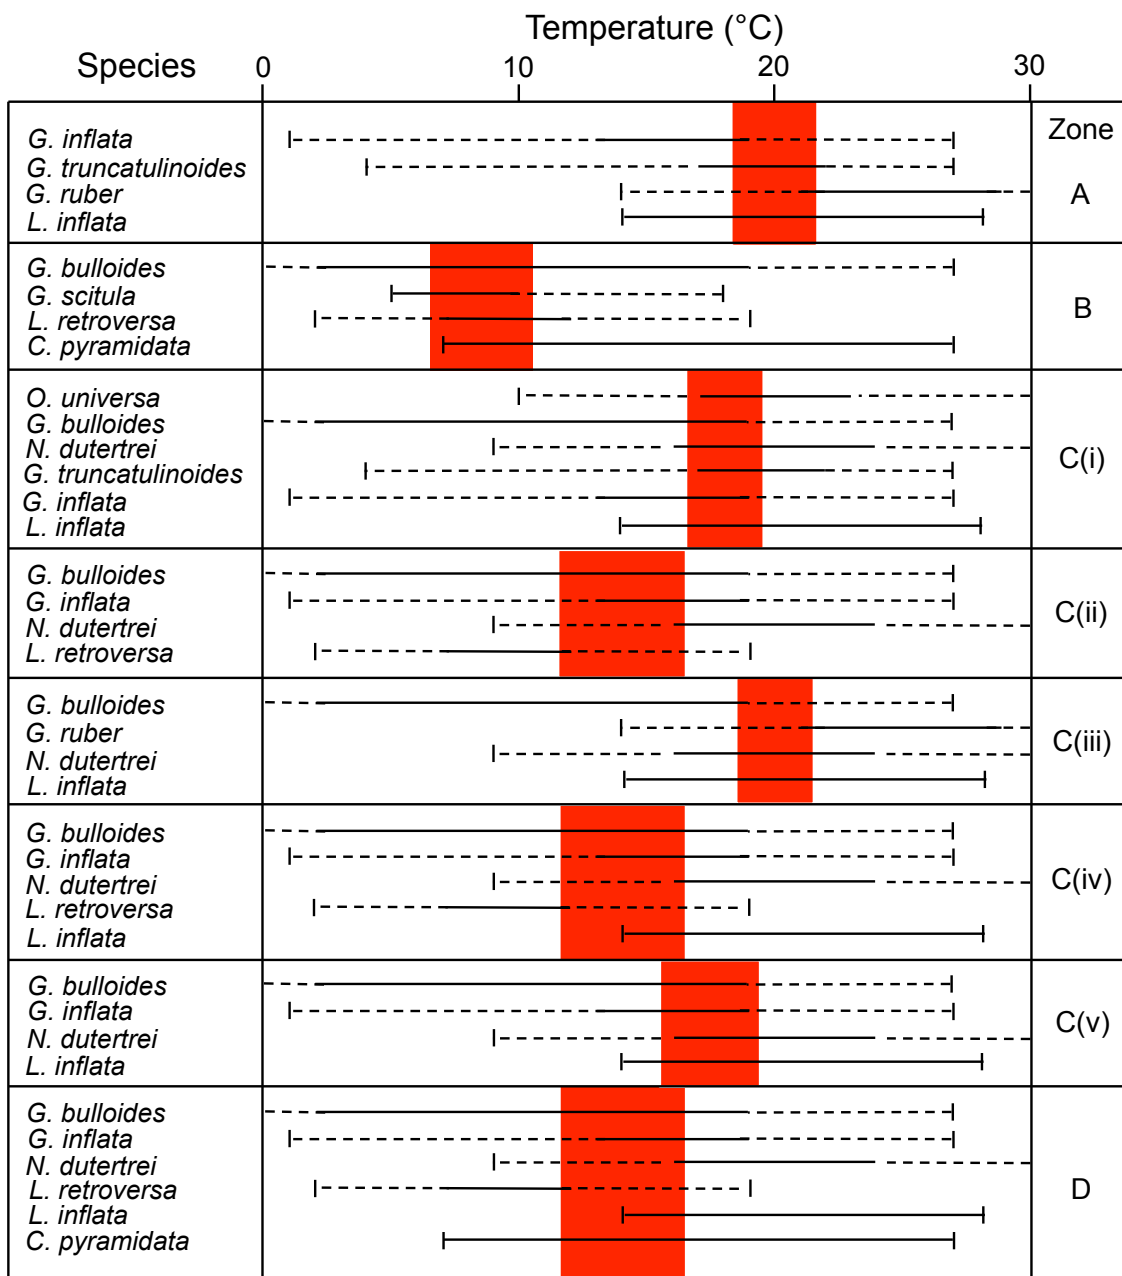 Temperature (°C)
Species 0 10 20 30
Zone
G. inflata
G. truncatulinoides
G. ruber
L. inflata
A
G. bulloides
G. scitula
L. retroversa
C. pyramidata
B
O. universa
G. bulloides
N. dutertrei
G. truncatulinoides
G. inflata
L. inflata
C(i)
G. bulloides
G. inflata
N. dutertrei
L. retroversa
C(ii)
G. bulloides
G. ruber
N. dutertrei
L. inflata
C(iii)
G. bulloides
G. inflata
N. dutertrei
L. retroversa
L. inflata
C(iv)
G. bulloides
G. inflata
N. dutertrei
L. inflata
C(v)
G. bulloides
G. inflata
N. dutertrei
L. retroversa
L. inflata
C. pyramidata
D